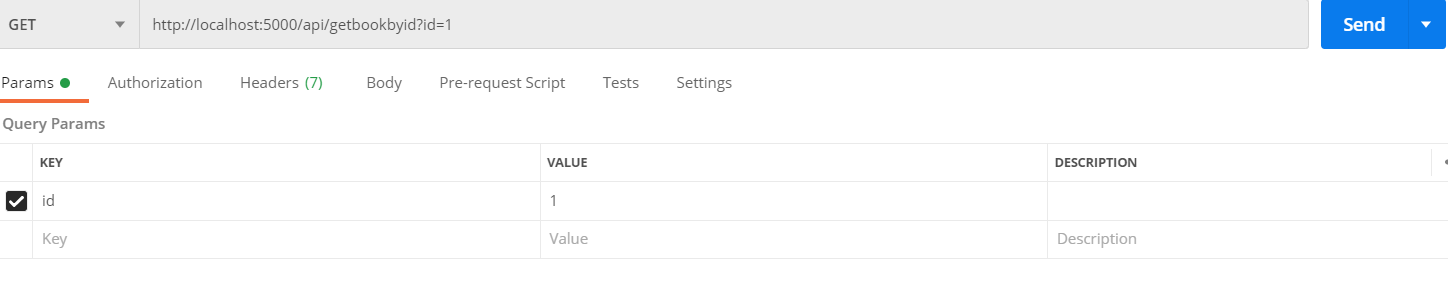 GET http://localhost:5000/api/getbookbyid?id=1 Send
Params Authorization Headers (7) Body Pre-request Script Tests Settings
Query Params
KEY VALUE DESCRIPTION
id 1
Key Value Description